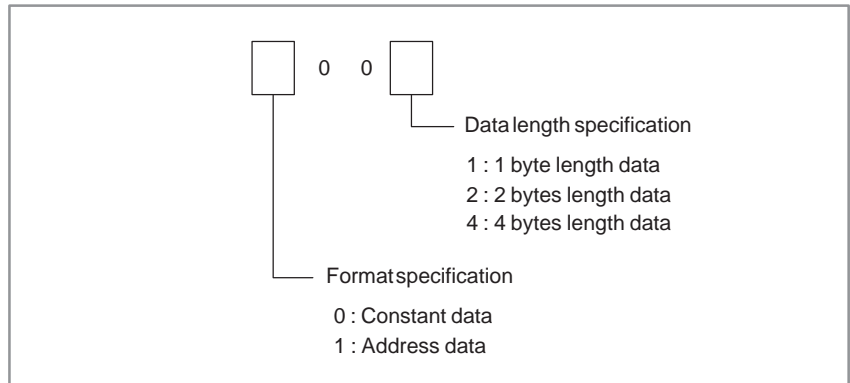 0 0
Data length specification
1 : 1 byte length data
2 : 2 bytes length data
4 : 4 bytes length data
Format specification
0 : Constant data
1 : Address data